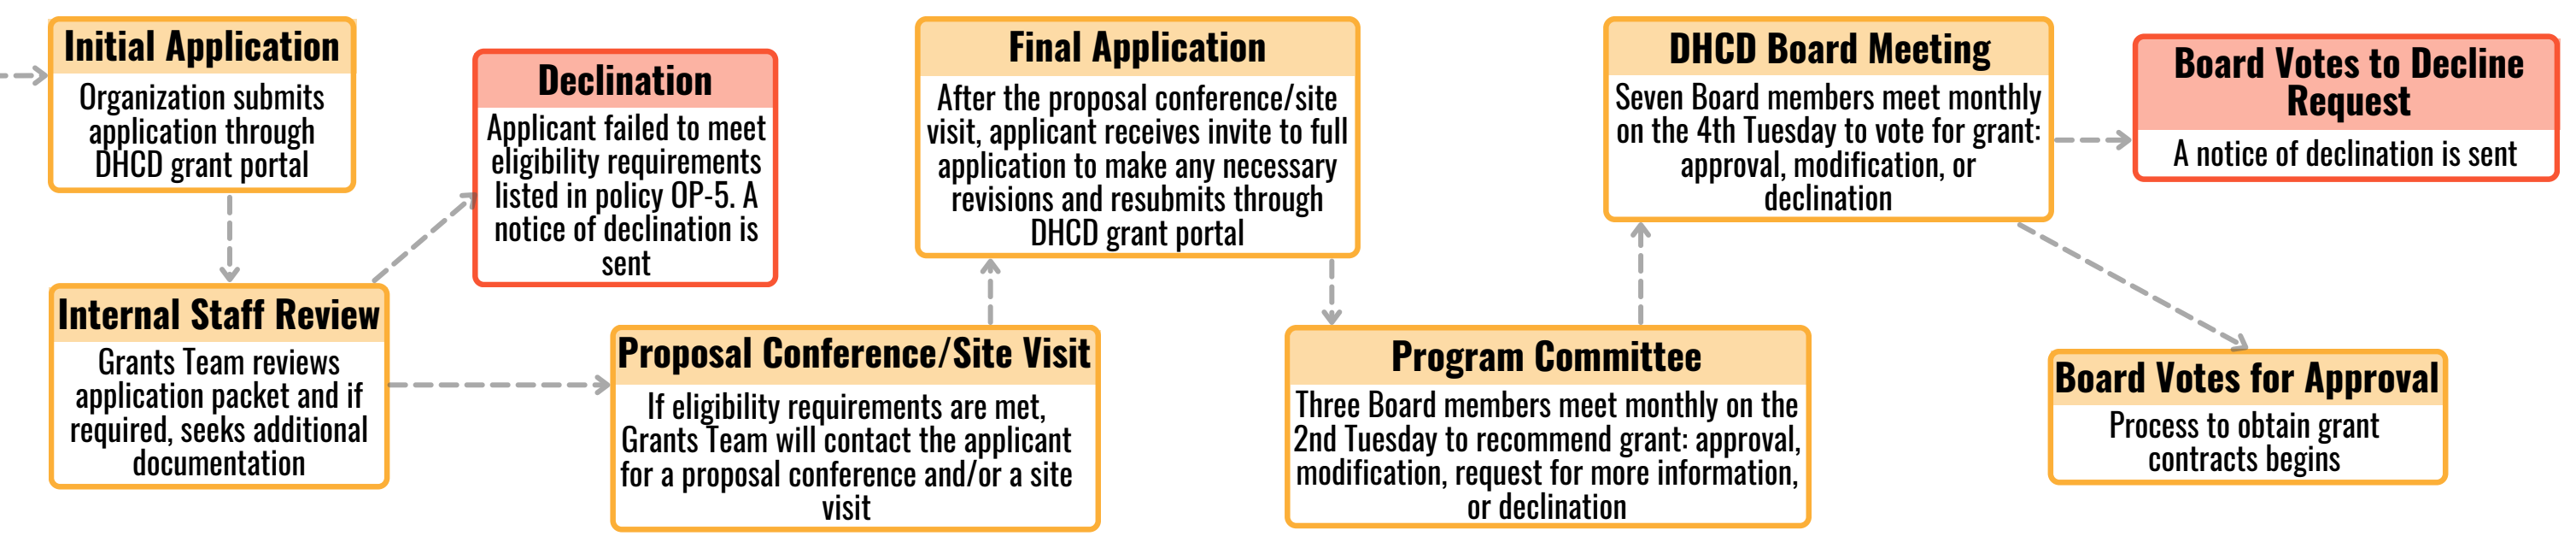 Initial Application
Organization submits
application through
DHCD grant portal
Internal Staff Review
Grants Team reviews
application packet and if
required, seeks additional
documentation
Declination
Applicant failed to meet
eligibility requirements
listed in policy OP-5. A
notice of declination is
sent
Proposal Conference/Site Visit
If eligibility requirements are met,
Grants Team will contact the applicant
for a proposal conference and/or a site
visit
Final Application
After the proposal conference/site
visit, applicant receives invite to full
application to make any necessary
revisions and resubmits through
DHCD grant portal
Program Committee
Three Board members meet monthly on the
2nd Tuesday to recommend grant: approval,
modification, request for more information,
or declination
DHCD Board Meeting
Seven Board members meet monthly
on the 4th Tuesday to vote for grant:
approval, modification, or
declination
Board Votes to Decline
Request
A notice of declination is sent
Board Votes for Approval
Process to obtain grant
contracts begins